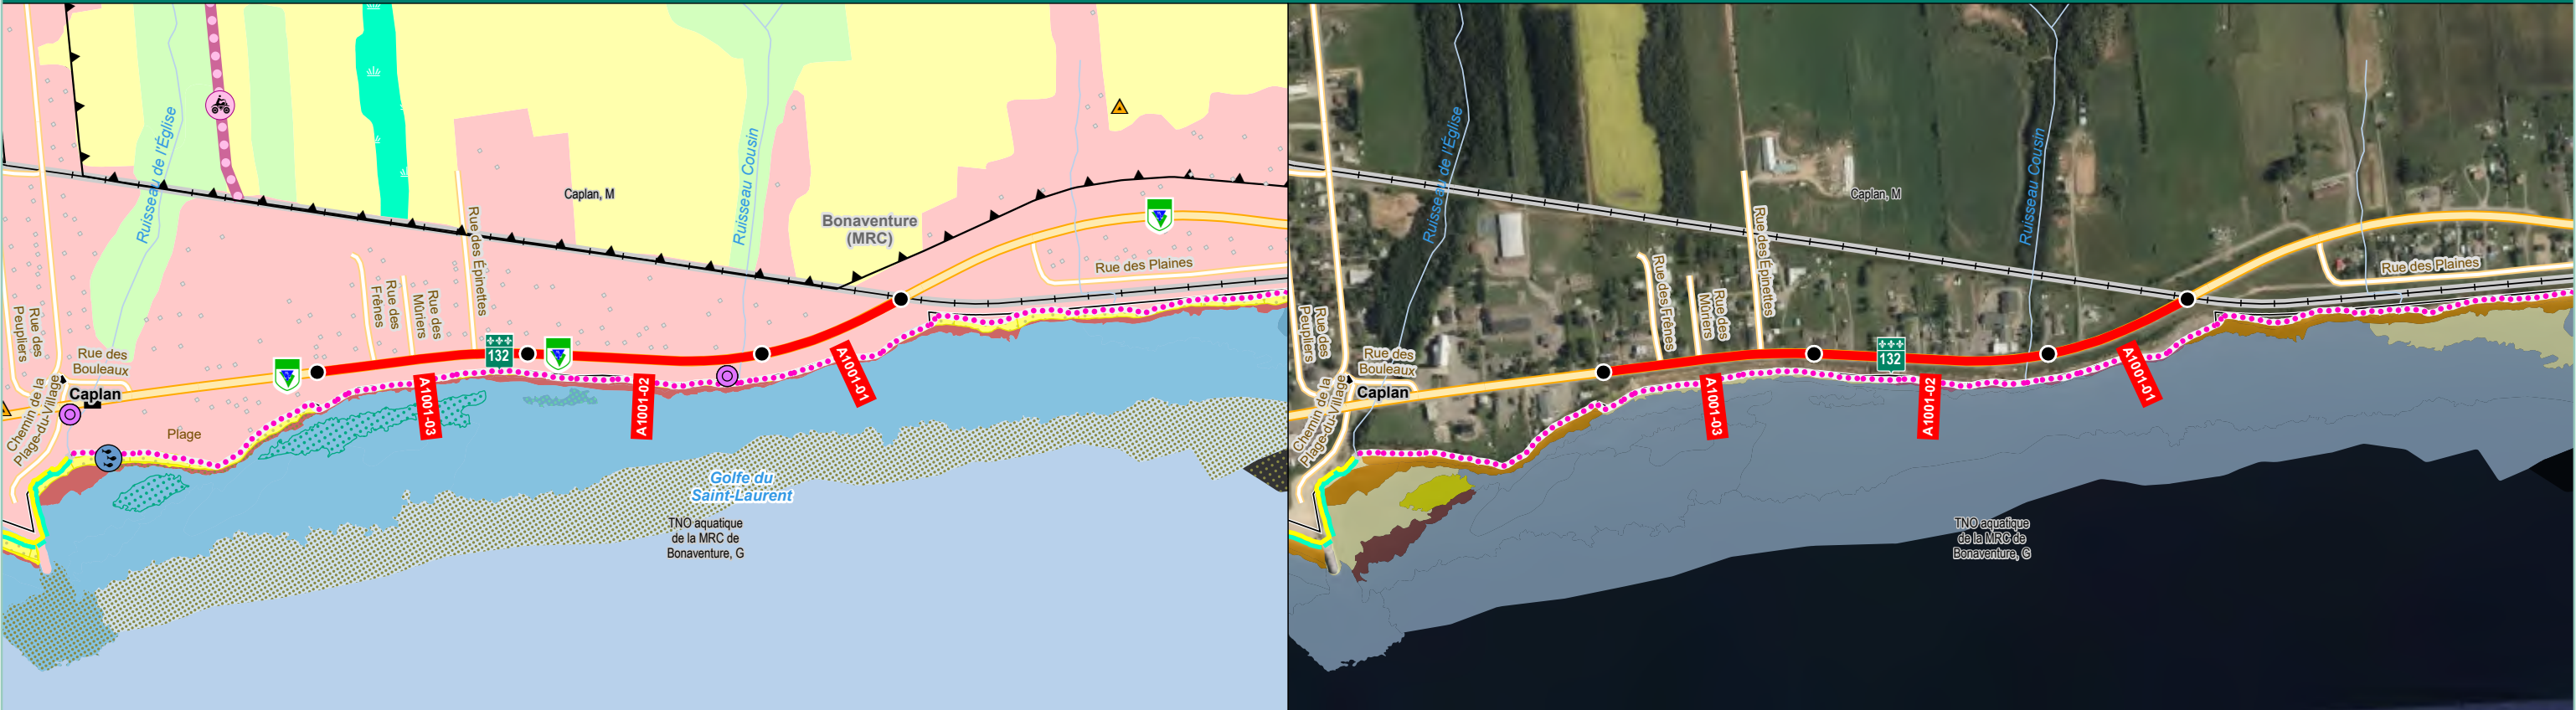 Ruisseau de l'Église
Caplan, M
Ruisseau Cousin
Bonaventure
(MRC)
Rue des Épinettes
Rue des Plaines
Rue des
Peupliers
Rue des
Frênes
Rue des
Mûriers
Rue des
Bouleaux
132
Caplan
Chemin de la
Plage-du-Village
Plage
A1001-03
A1001-02
A1001-01
Golfe du
Saint-Laurent
TNO aquatique
de la MRC de
Bonaventure, G
Ruisseau de l'Église
Caplan, M
Ruisseau Cousin
Rue des Épinettes
Rue des Plaines
Rue des
Peupliers
Rue des Frênes
Rue des
Mûriers
Rue des
Bouleaux
132
Caplan
Chemin de la
Plage-du-Village
A1001-03
A1001-02
A1001-01
TNO aquatique
de la MRC de
Bonaventure, G